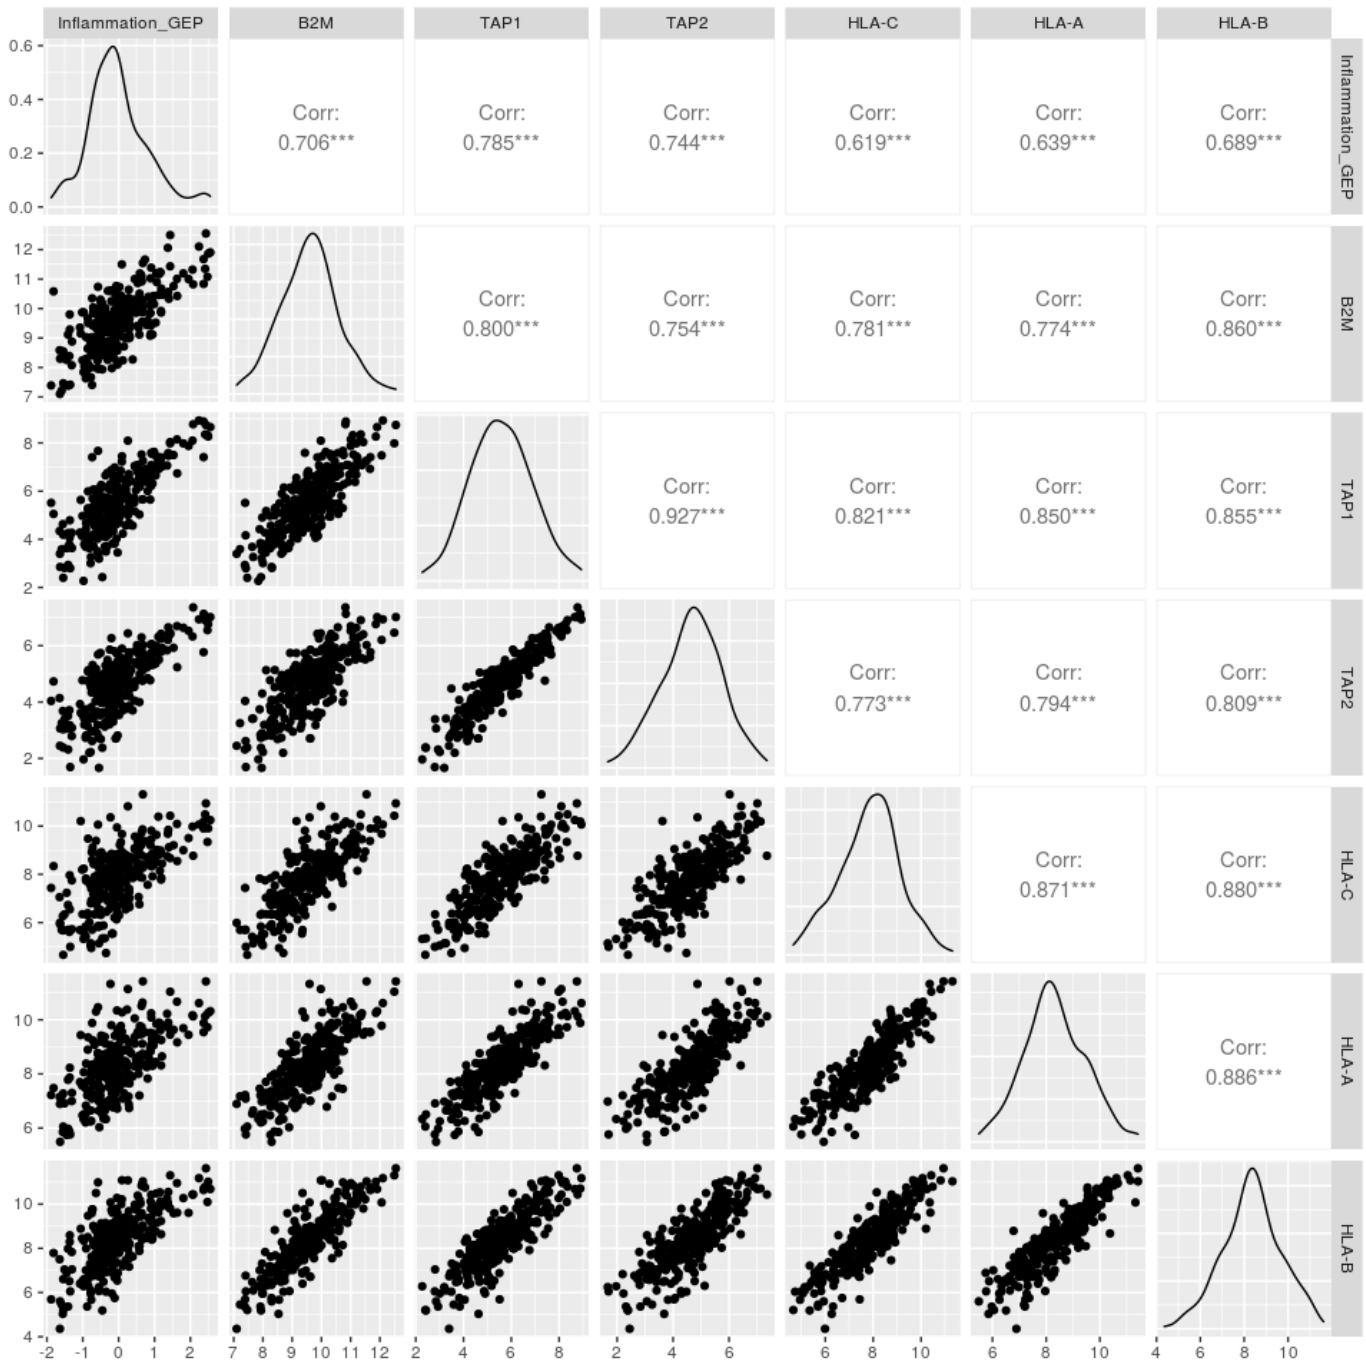 Inflammation_GEP B2M TAP1 TAP2 HLA-C HLA-A HLA-B
0.6
0.4
0.2
0.0
Corr:
0.706***
Corr:
0.785***
Corr:
0.744***
Corr:
0.619***
Corr:
0.639***
Corr:
0.689***
Inflammation_GEP
12
11
10
9
8
7
Corr:
0.800***
Corr:
0.754***
Corr:
0.781***
Corr:
0.774***
Corr:
0.860***
B2M
8
6
4
2
Corr:
0.927***
Corr:
0.821***
Corr:
0.850***
Corr:
0.855***
TAP1
6
4
2
Corr:
0.773***
Corr:
0.794***
Corr:
0.809***
TAP2
10
8
6
Corr:
0.871***
Corr:
0.880***
HLA-C
10
8
6
Corr:
0.886***
HLA-A
10
8
6
4
HLA-B
-2 -1 0 1 2 7 8 9 10 11 12 2 4 6 8 2 4 6 6 8 10 6 8 10 4 6 8 10